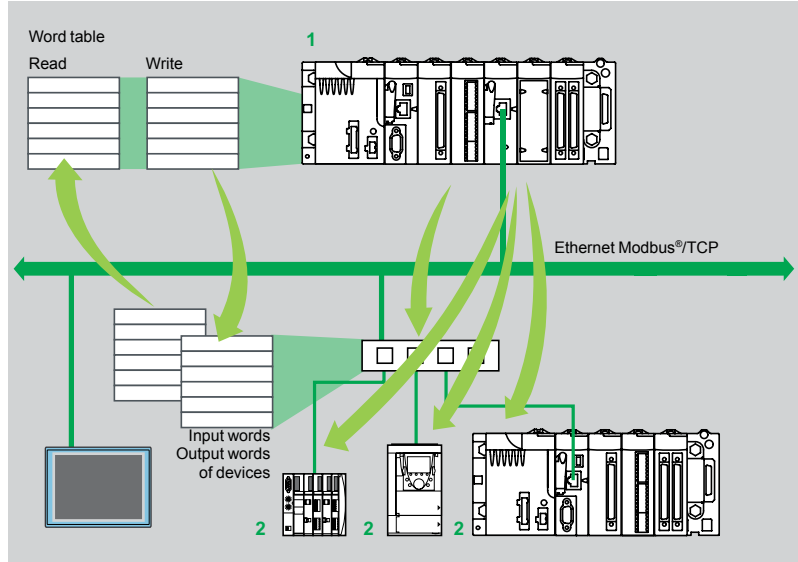 Word table
1
Read Write
Ethernet Modbus®/TCP
Input words
Output words
of devices
2 2 2